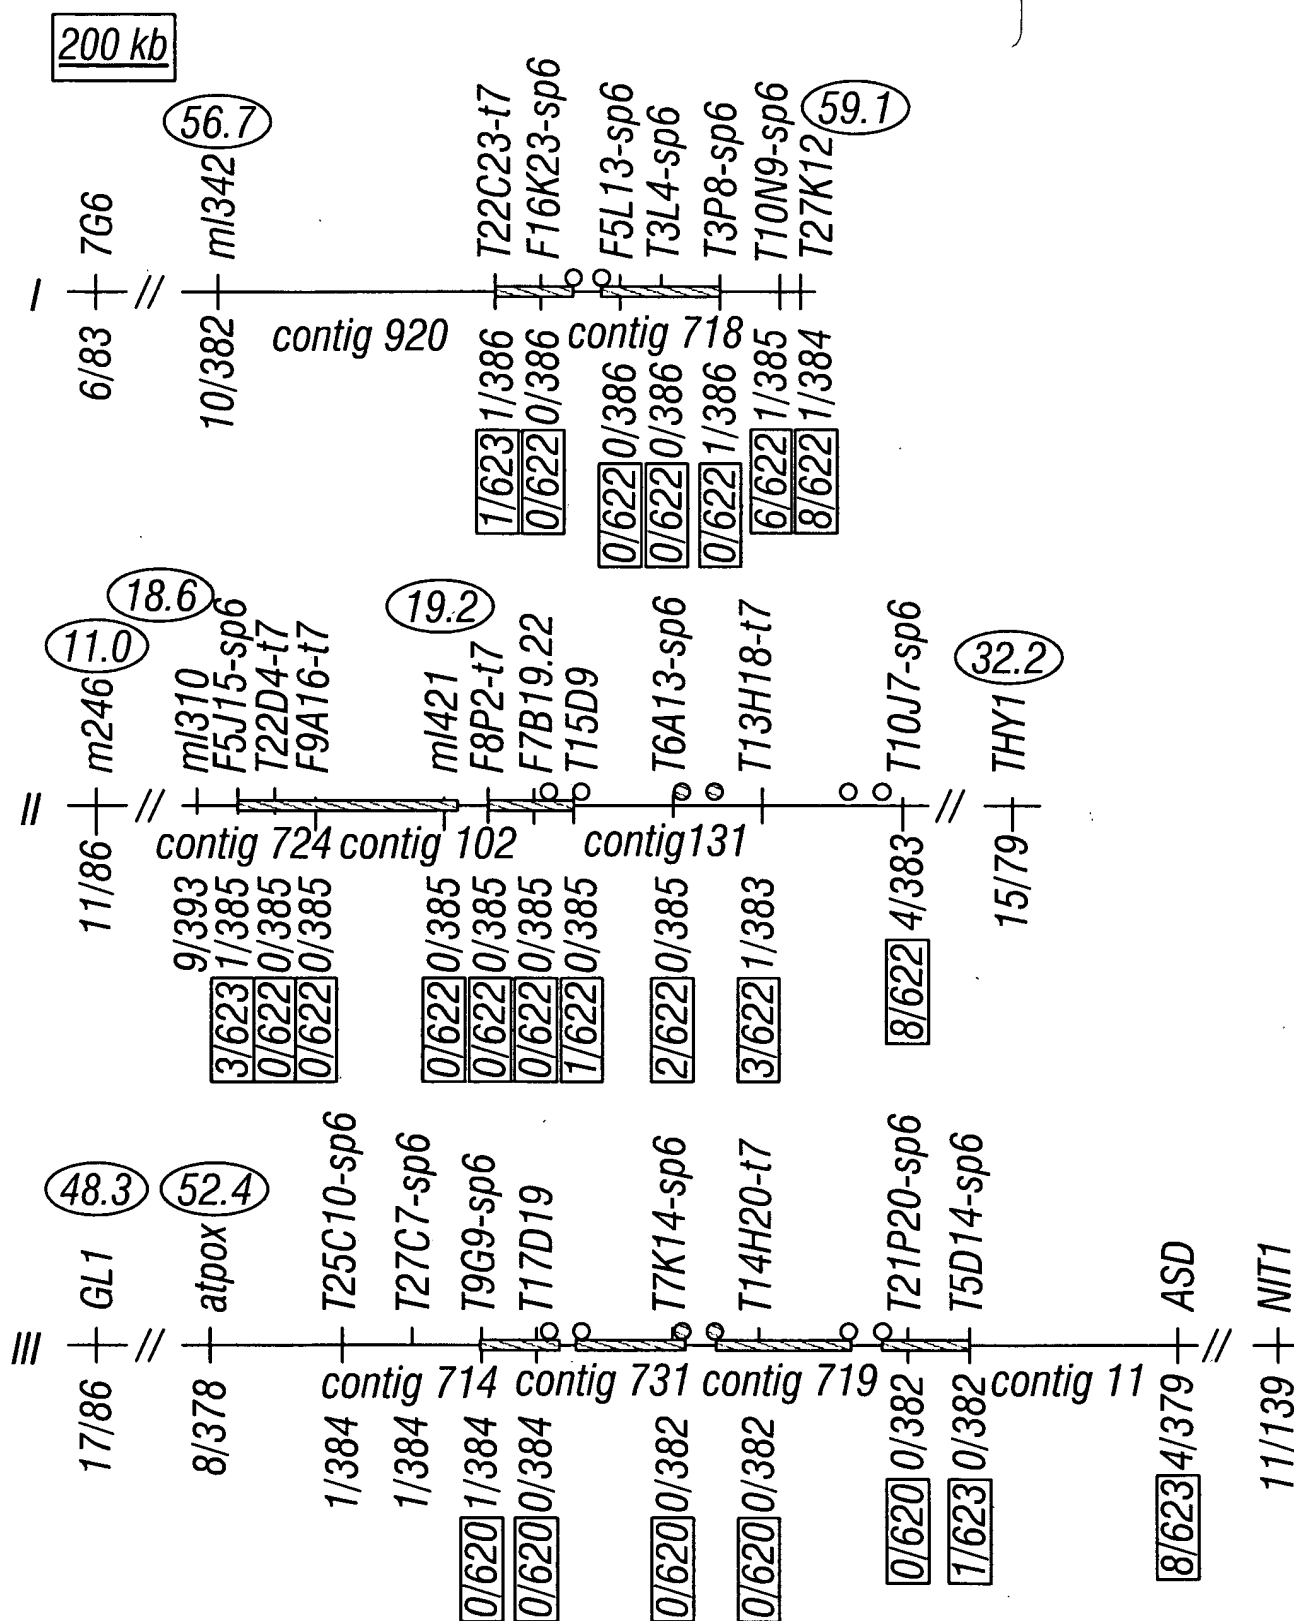 200 kb
56.7
59.1
7G6
ml342
T22C23-t7
F16K23-sp6
F5L13-sp6
T3L4-sp6
T3P8-sp6
T10N9-sp6
T27K12
I
contig 920
contig 718
6/83
10/382
1/623 1/386
0/622 0/386
0/622 0/386
0/622 0/386
0/622 1/386
6/622 1/385
8/622 1/384
11.0
18.6
19.2
32.2
m246
ml310
F5J15-sp6
T22D4-t7
F9A16-t7
ml421
F8P2-t7
F7B19.22
T15D9
T6A13-sp6
T13H18-t7
T10J7-sp6
THY1
II
contig 724
contig 102
contig131
11/86
9/393
3/623 1/385
0/622 0/385
0/622 0/385
0/622 0/385
0/622 0/385
0/622 0/385
1/622 0/385
2/622 0/385
3/622 1/383
8/622 4/383
15/79
48.3
52.4
GL1
atpox
T25C10-sp6
T27C7-sp6
T9G9-sp6
T17D19
T7K14-sp6
T14H20-t7
T21P20-sp6
T5D14-sp6
ASD
NIT1
III
contig 714
contig 731
contig 719
contig 11
17/86
8/378
1/384
1/384
0/620 1/384
0/620 0/384
0/620 0/382
0/620 0/382
0/620 0/382
1/623 0/382
8/623 4/379
11/139